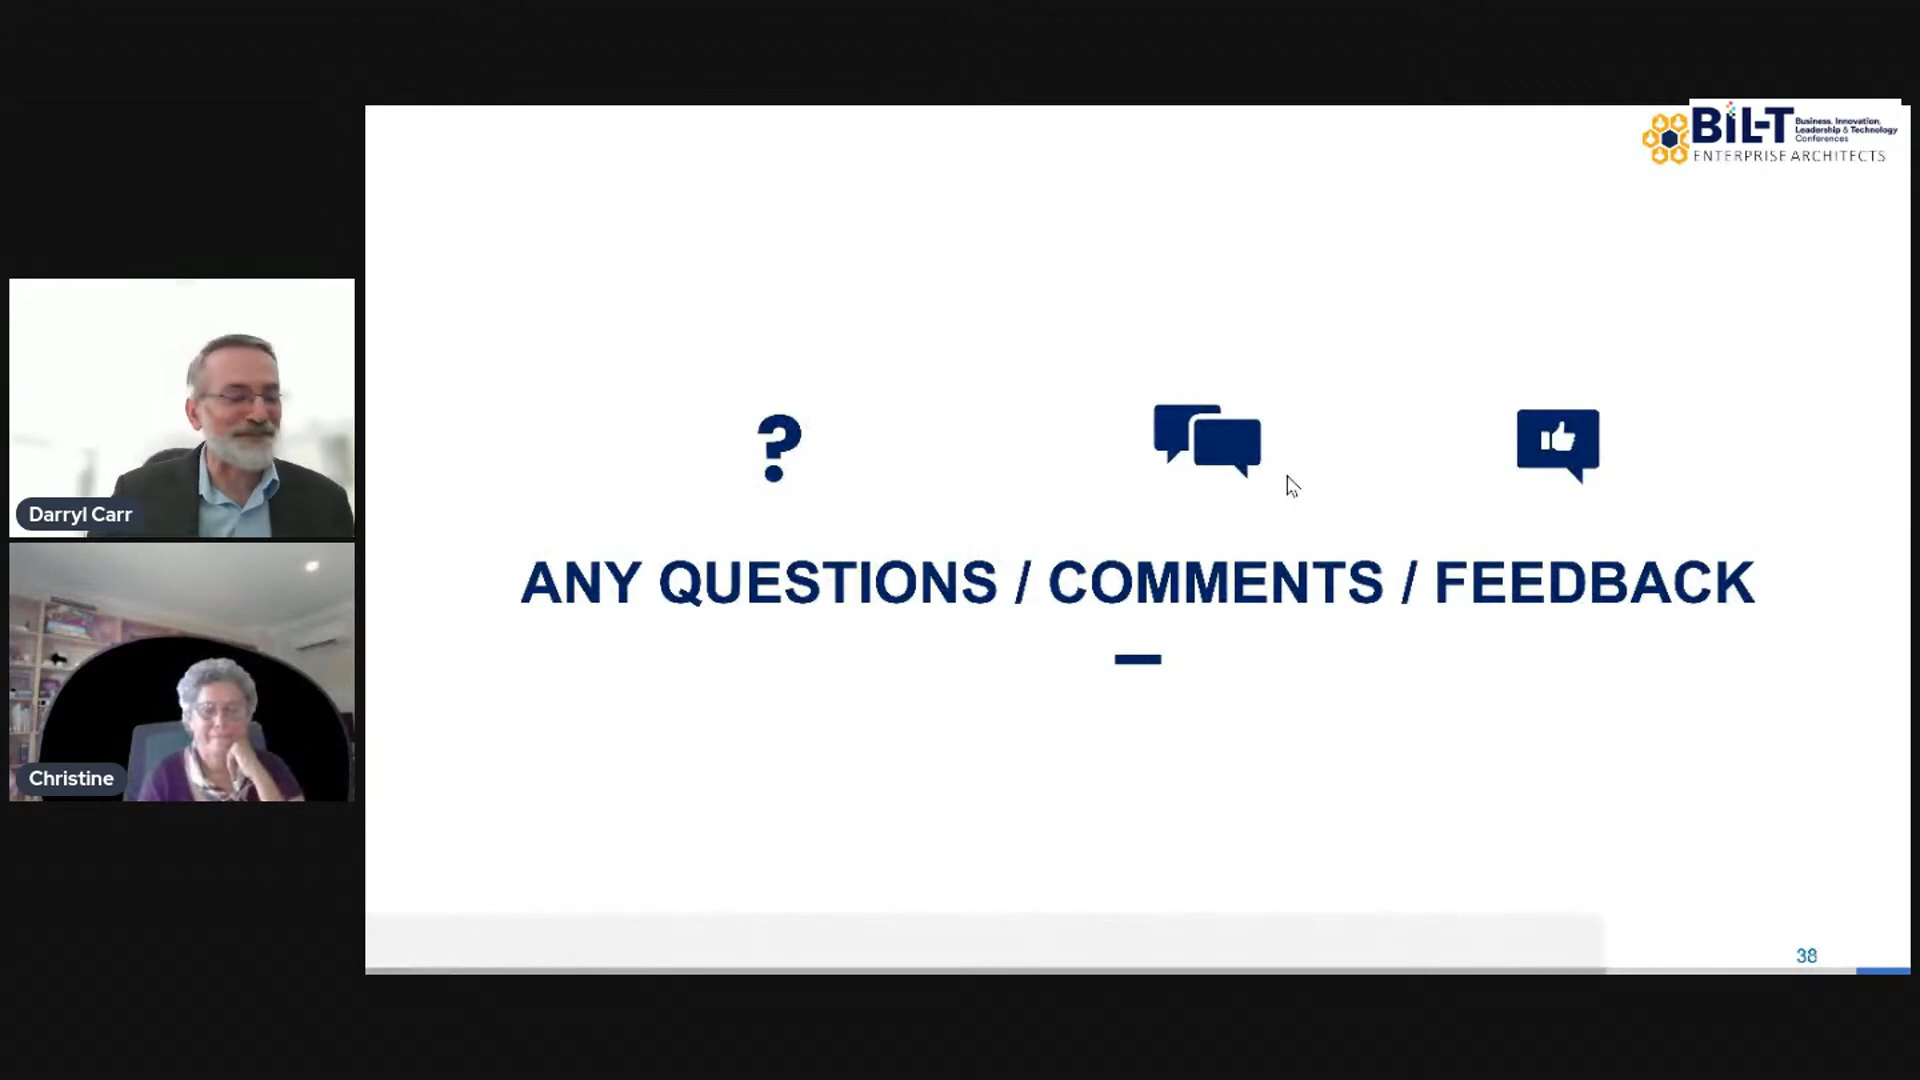 BiL-T
Business, Innovation,
Leadership & Technology
Conferences
ENTERPRISE ARCHITECTS
?
ANY QUESTIONS / COMMENTS / FEEDBACK
38
Darryl Carr
Christine